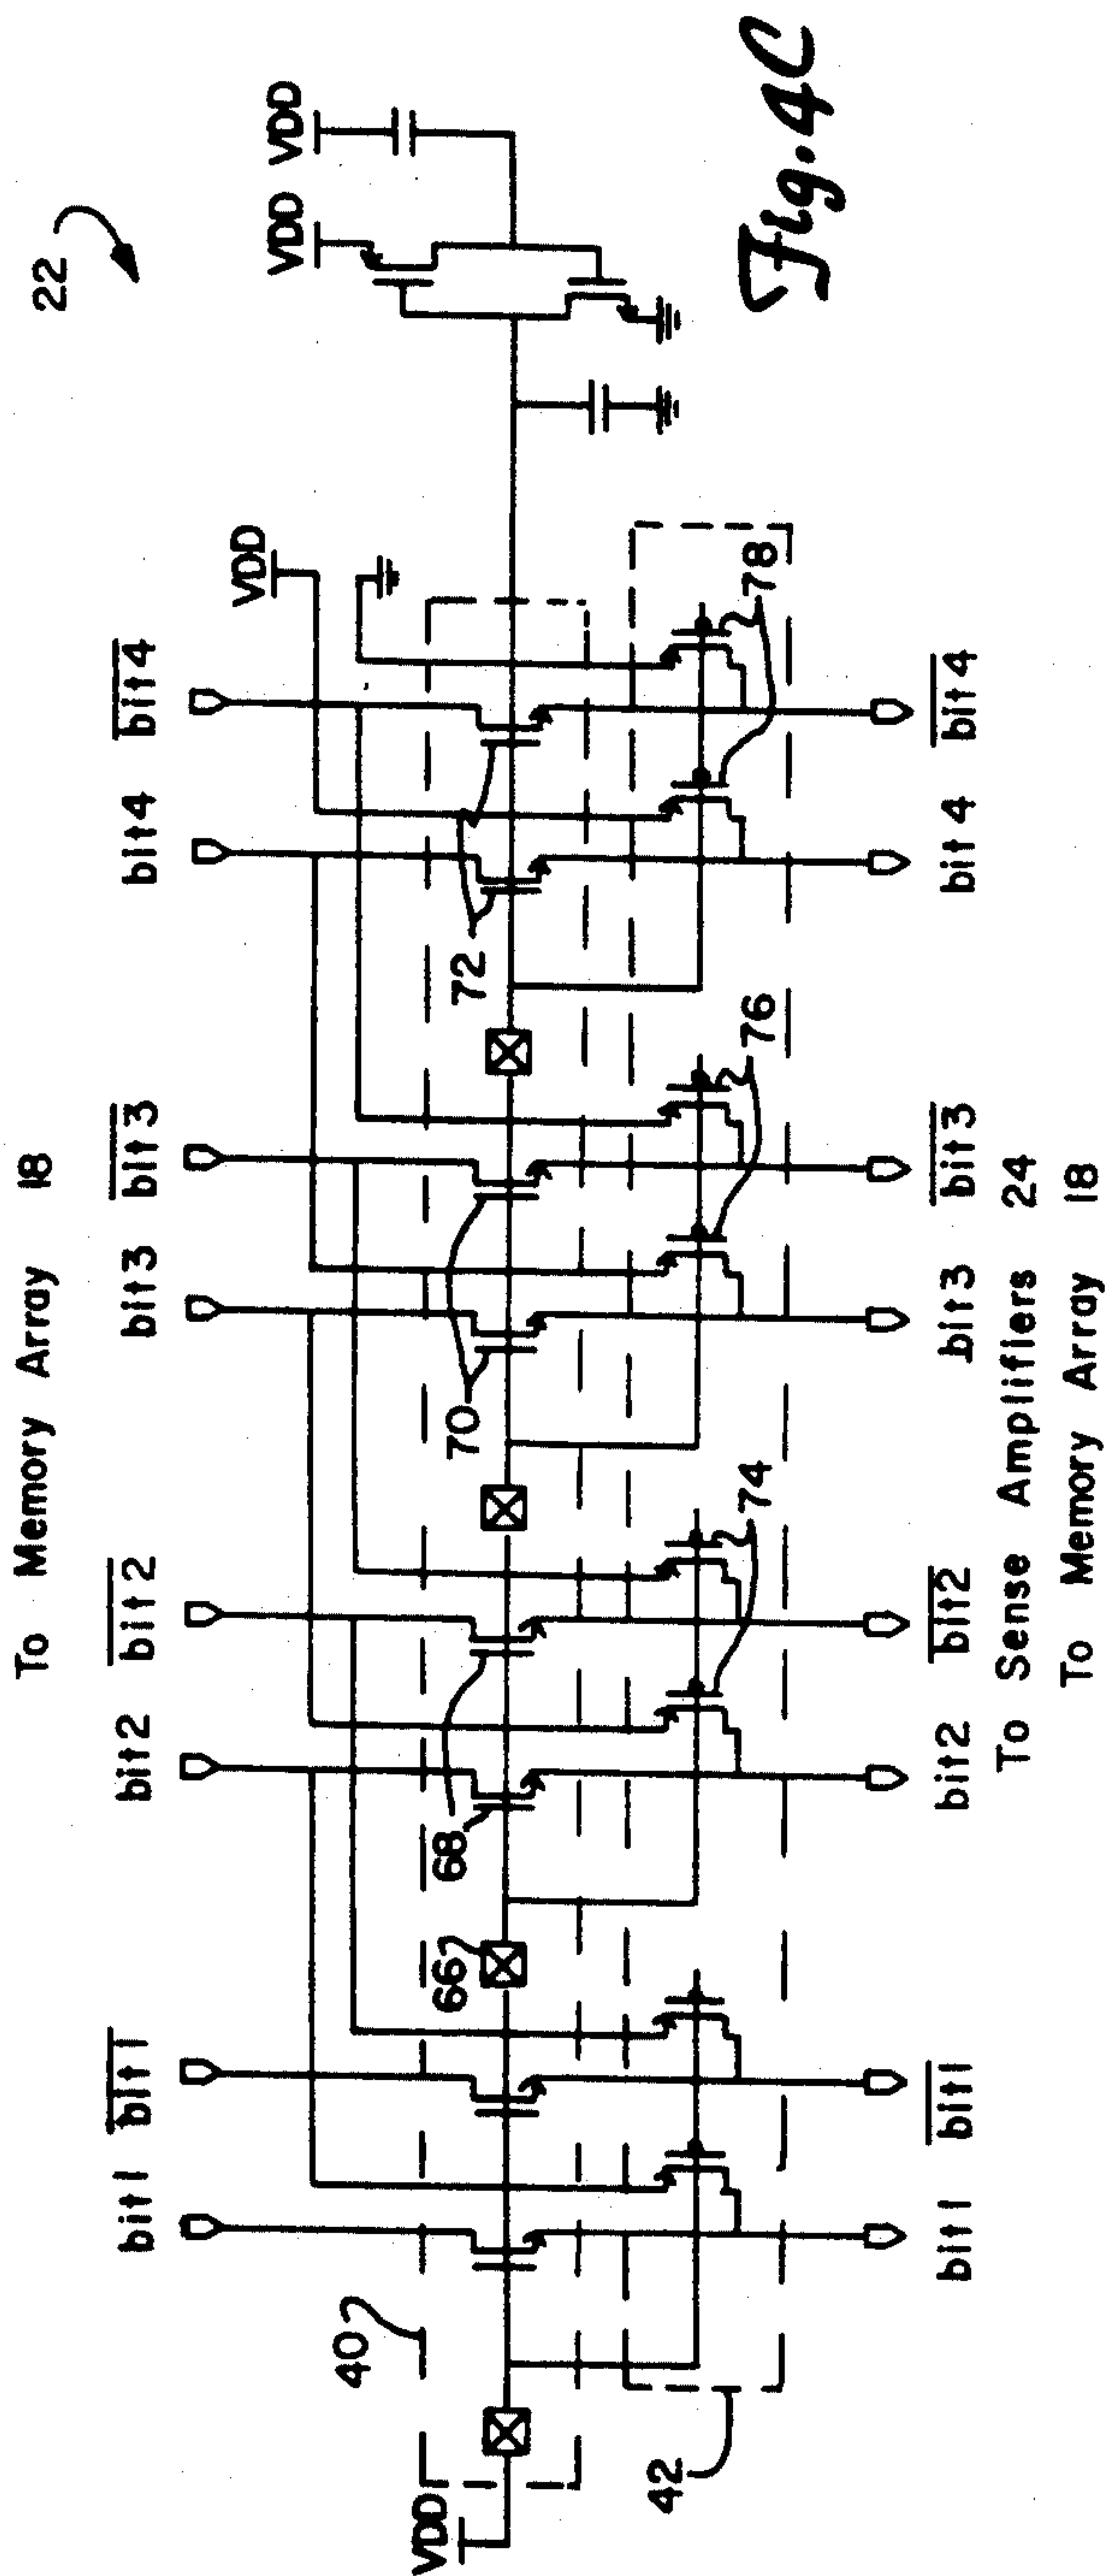 22
To Memory Array 18
bit1 bit1 bit2 bit2 bit3 bit3 bit4 bit4
VDD VDD VDD
40 66 68 70 72
VDD
42 74 76 78
bit1 bit1 bit2 bit2 bit3 bit3 bit4 bit4
To Sense Amplifiers 24
To Memory Array 18
Fig. 4C